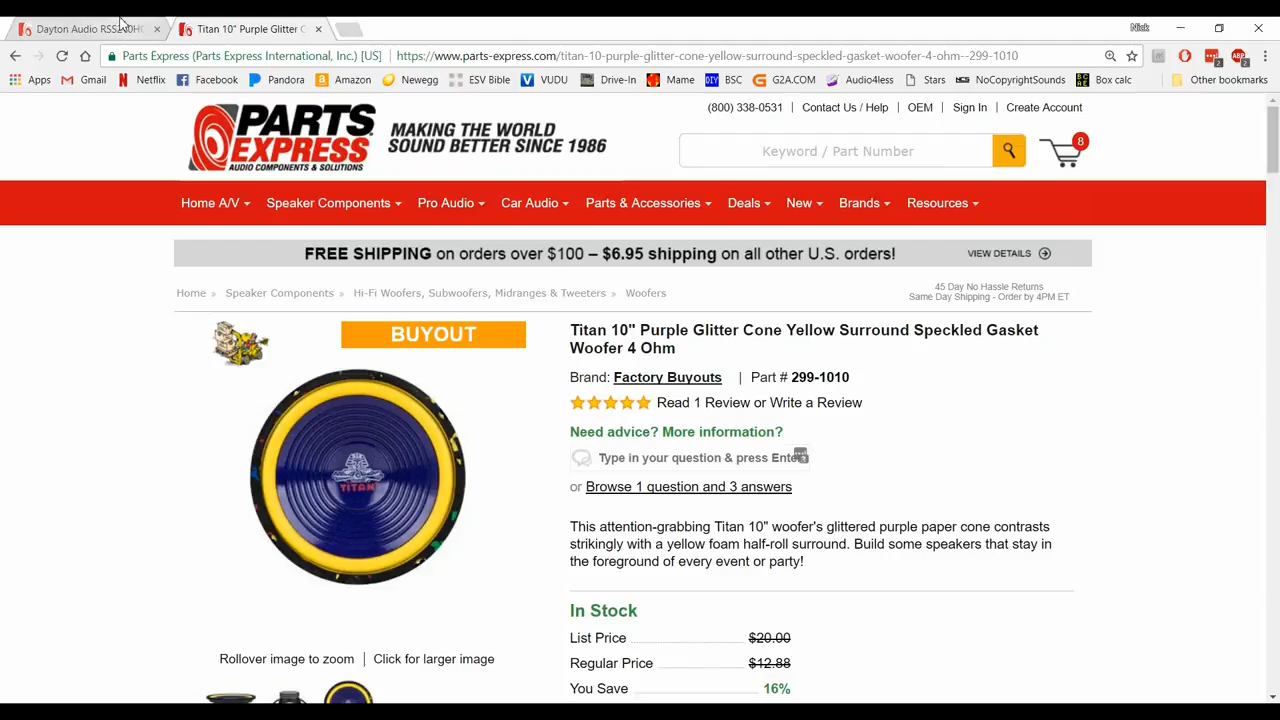 Dayton Audio RSS210HO
Titan 10" Purple Glitter C
Nick
Parts Express (Parts Express International, Inc.) [US]
https://www.parts-express.com/titan-10-purple-glitter-cone-yellow-surround-speckled-gasket-woofer-4-ohm--299-1010
Apps Gmail Netflix Facebook Pandora Amazon Newegg ESV Bible VUDU Drive-In Mame BSC G2A.COM Audio4less Stars NoCopyrightSounds Box calc Other bookmarks
(800) 338-0531 Contact Us / Help OEM Sign In Create Account
PARTS EXPRESS
AUDIO COMPONENTS & SOLUTIONS
MAKING THE WORLD
SOUND BETTER SINCE 1986
Keyword / Part Number
8
Home A/V Speaker Components Pro Audio Car Audio Parts & Accessories Deals New Brands Resources
FREE SHIPPING on orders over $100 – $6.95 shipping on all other U.S. orders! VIEW DETAILS
Home » Speaker Components » Hi-Fi Woofers, Subwoofers, Midranges & Tweeters » Woofers
45 Day No Hassle Returns
Same Day Shipping - Order by 4PM ET
BUYOUT
TITAN
Rollover image to zoom | Click for larger image
Titan 10" Purple Glitter Cone Yellow Surround Speckled Gasket
Woofer 4 Ohm
Brand: Factory Buyouts | Part # 299-1010
Read 1 Review or Write a Review
Need advice? More information?
Type in your question & press Enter
or Browse 1 question and 3 answers
This attention-grabbing Titan 10" woofer's glittered purple paper cone contrasts
strikingly with a yellow foam half-roll surround. Build some speakers that stay in
the foreground of every event or party!
In Stock
List Price $20.00
Regular Price $12.88
You Save 16%